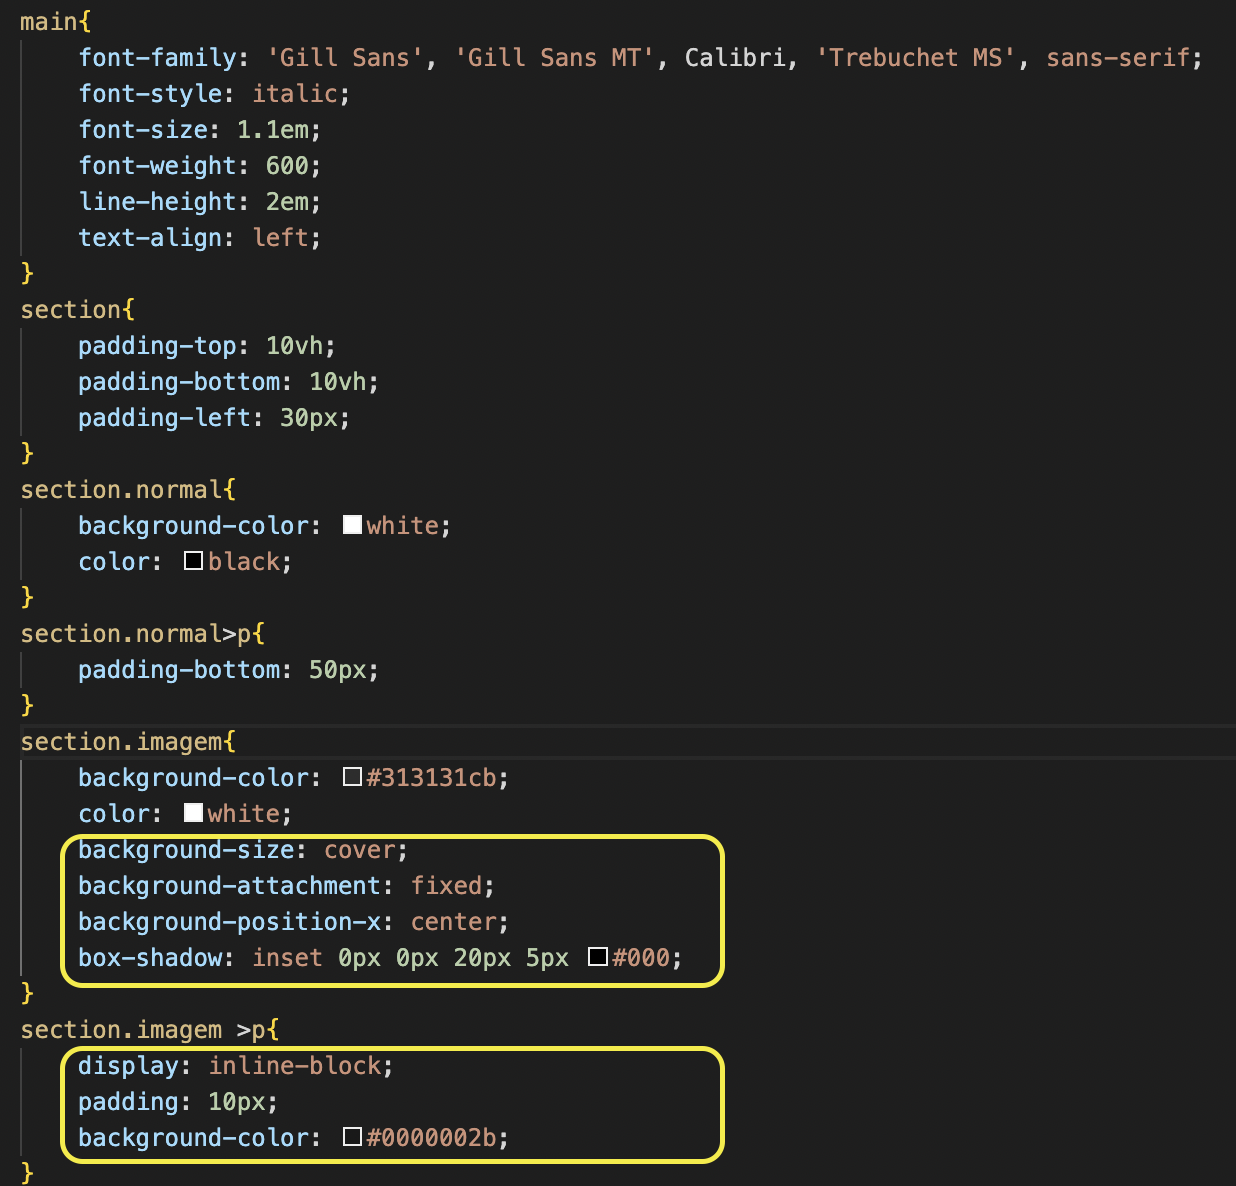 main{
    font-family: 'Gill Sans', 'Gill Sans MT', Calibri, 'Trebuchet MS', sans-serif;
    font-style: italic;
    font-size: 1.1em;
    font-weight: 600;
    line-height: 2em;
    text-align: left;
}
section{
    padding-top: 10vh;
    padding-bottom: 10vh;
    padding-left: 30px;
}
section.normal{
    background-color: white;
    color: black;
}
section.normal>p{
    padding-bottom: 50px;
}
section.imagem{
    background-color: #313131cb;
    color: white;
    background-size: cover;
    background-attachment: fixed;
    background-position-x: center;
    box-shadow: inset 0px 0px 20px 5px #000;
}
section.imagem >p{
    display: inline-block;
    padding: 10px;
    background-color: #0000002b;
}